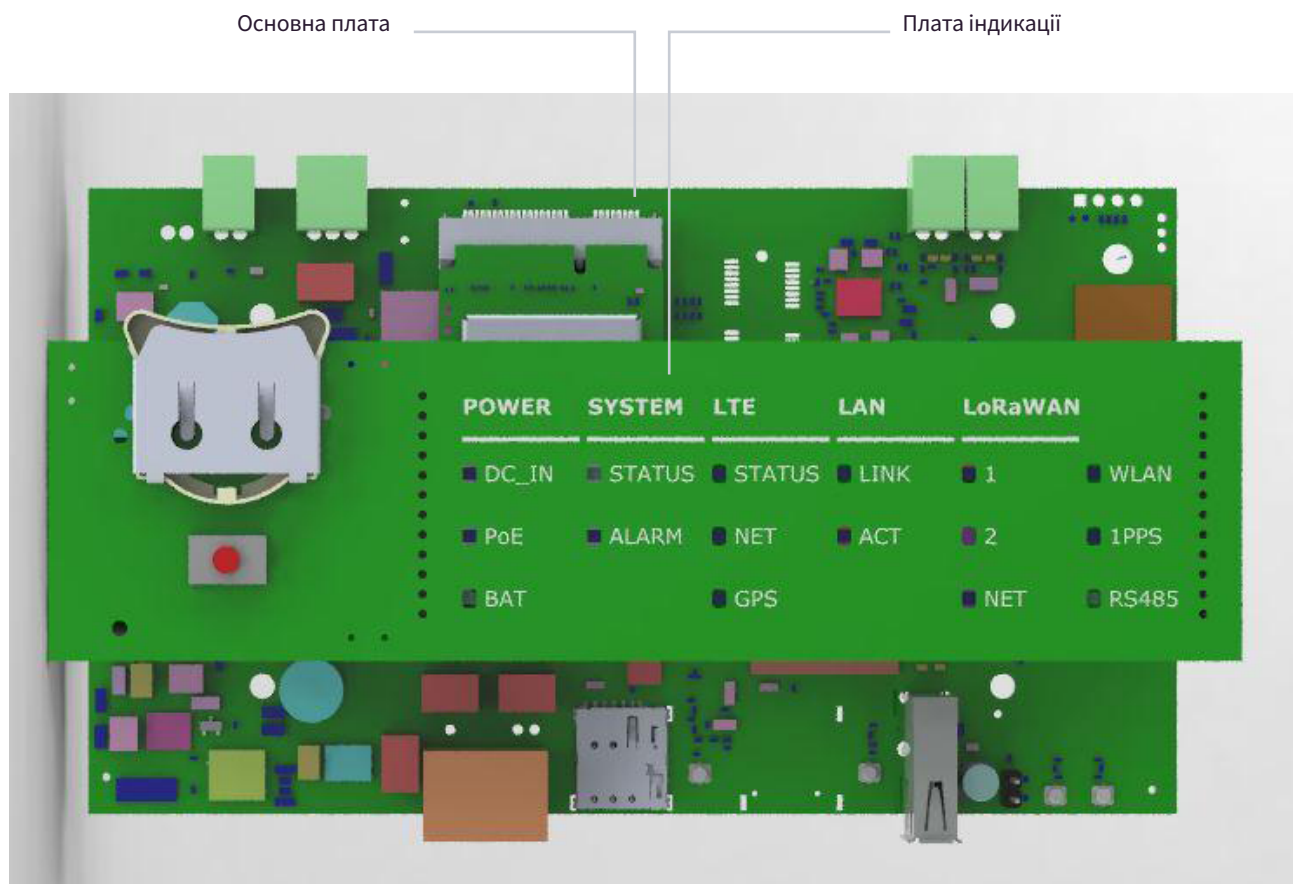 Основна плата
Плата індикації
POWER SYSTEM LTE LAN LoRaWAN
DC_IN STATUS STATUS LINK 1 WLAN
PoE ALARM NET ACT 2 1PPS
BAT GPS NET RS485